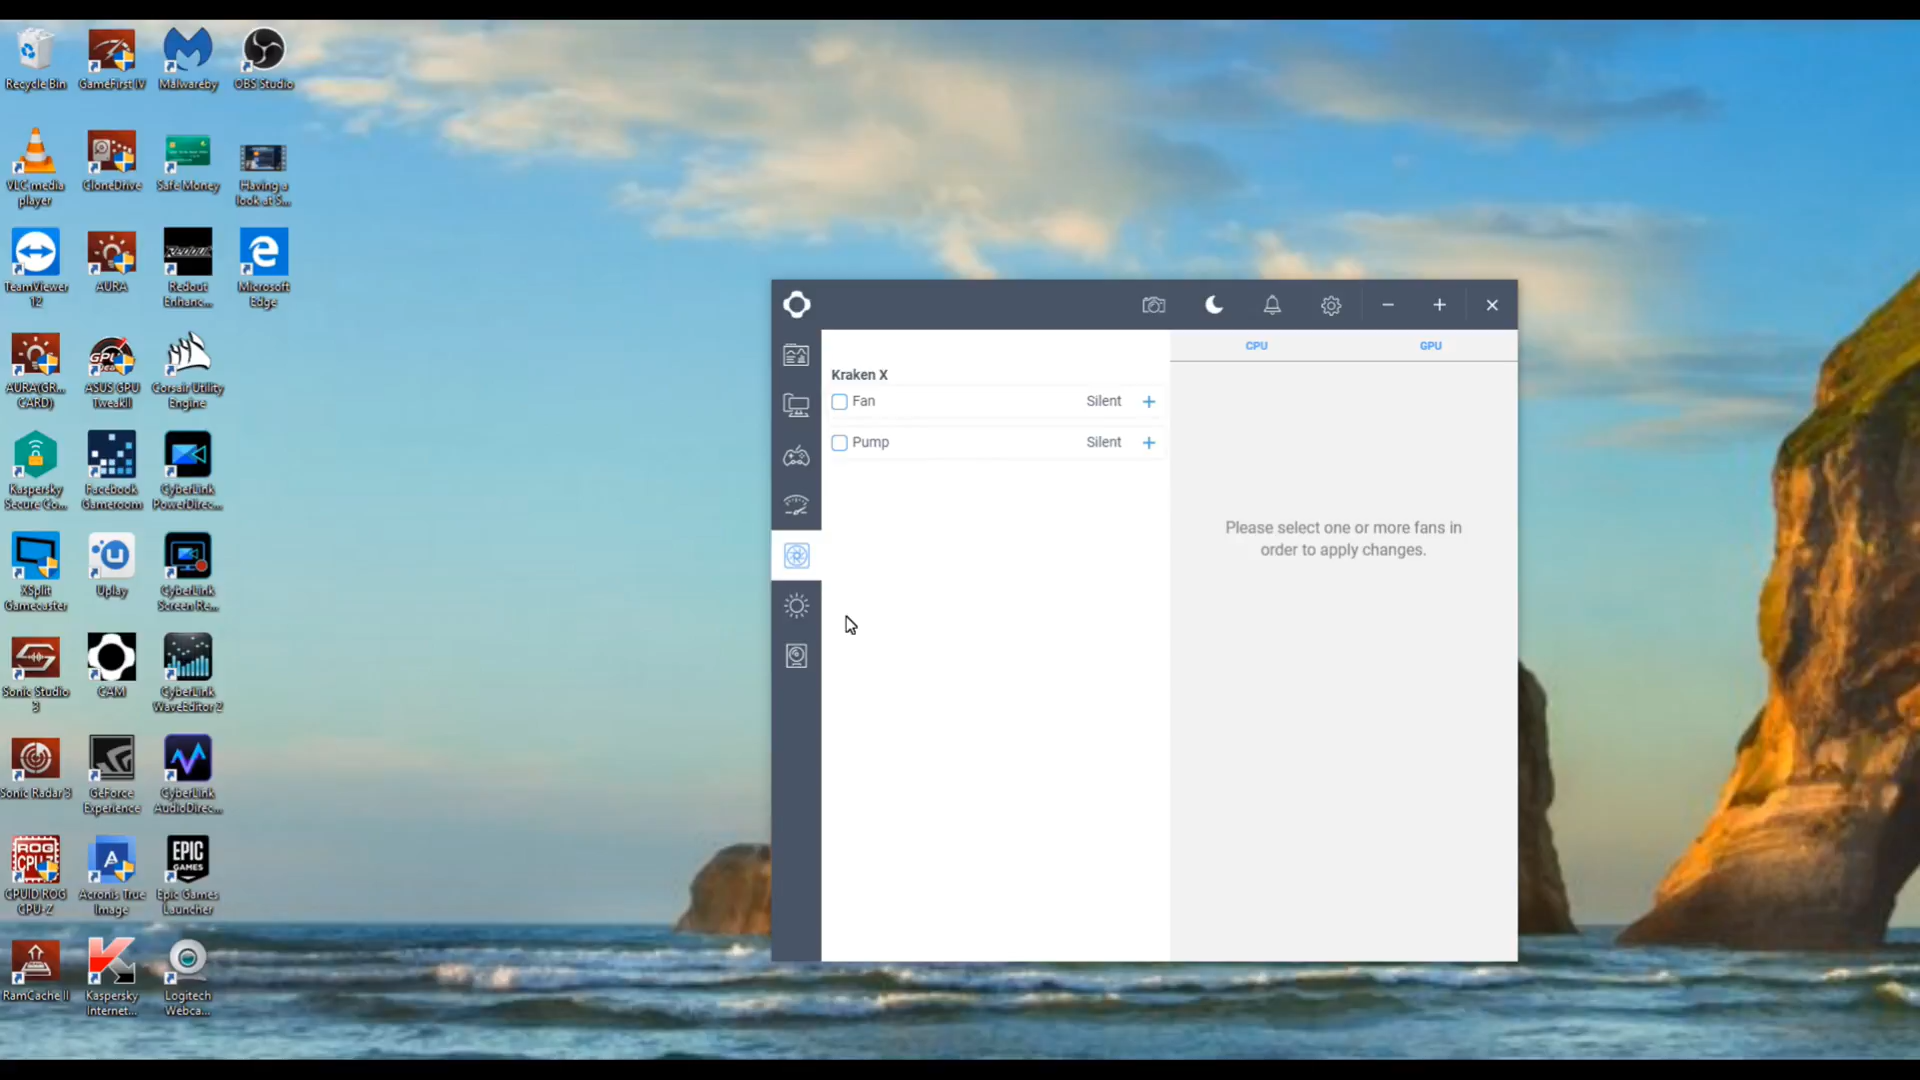 Recycle Bin
GameFirst IV
Malwareby
OBS Studio
VLC media
player
CloneDrive
Safe Money
Having a
look at S...
TeamViewer
12
AURA
Redout
Enhanc...
Microsoft
Edge
AURA(GR...
CARD)
ASUS GPU
TweakII
Corsair Utility
Engine
Kaspersky
Secure Co...
Facebook
Gameroom
CyberLink
PowerDirec...
XSplit
Gamecaster
Uplay
CyberLink
Screen Re...
Sonic Studio
3
CAM
CyberLink
WaveEditor 2
Sonic Radar 3
GeForce
Experience
CyberLink
AudioDirec...
CPUID ROG
CPU-Z
Acronis True
Image
Epic Games
Launcher
RamCache II
Kaspersky
Internet...
Logitech
Webca...
Kraken X
Fan Silent +
Pump Silent +
CPU GPU
Please select one or more fans in
order to apply changes.